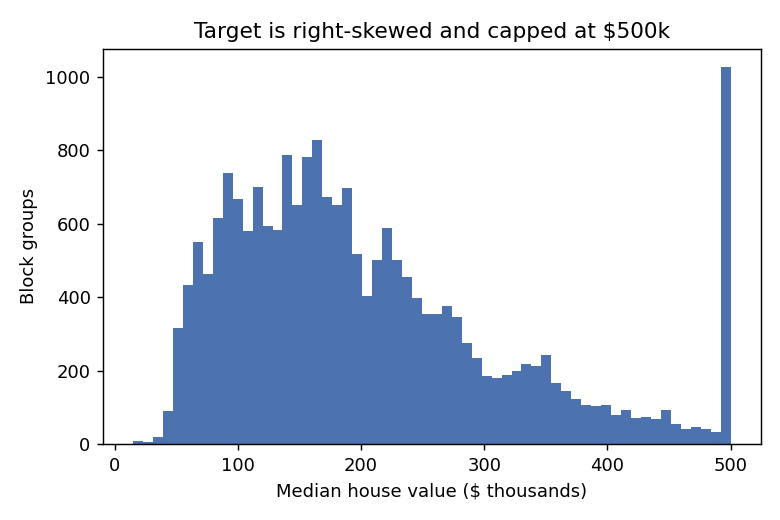 Target is right-skewed and capped at $500k
1000
800
600
400
200
0
Block groups
0 100 200 300 400 500
Median house value ($ thousands)